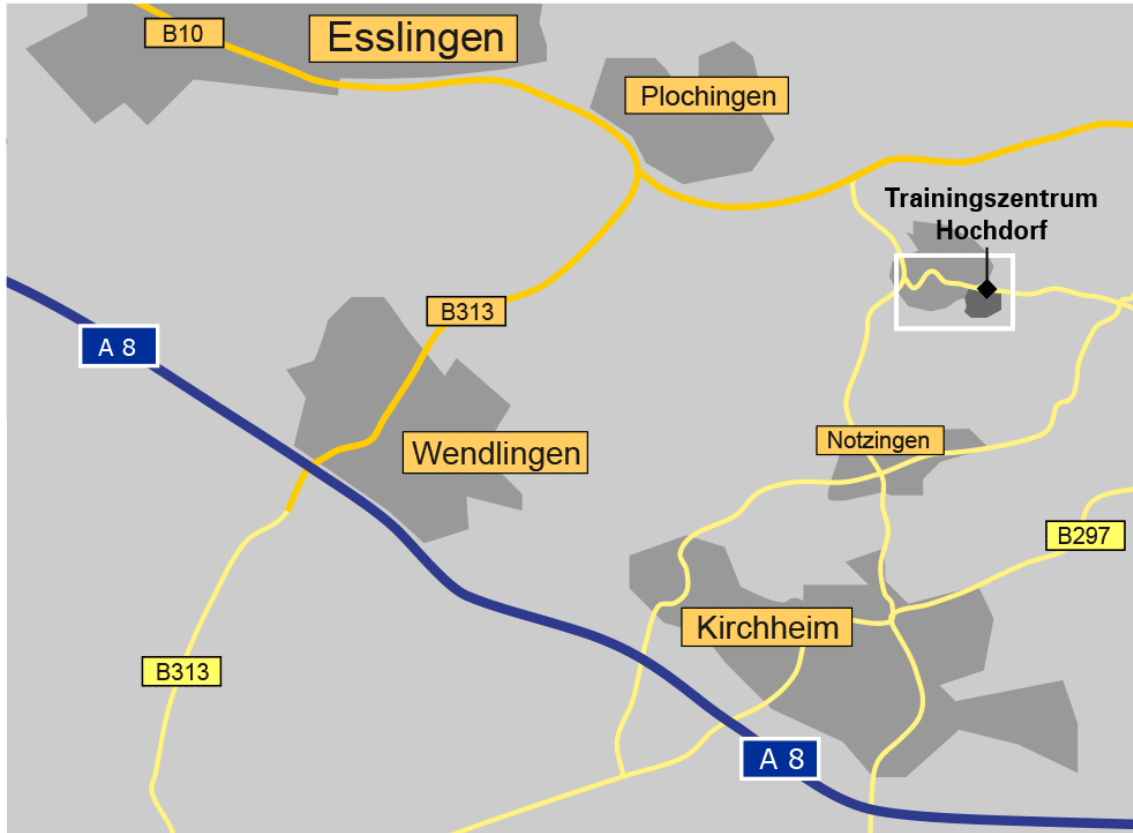 B10
Esslingen
Plochingen
Trainingszentrum
Hochdorf
B313
A 8
Wendlingen
Notzingen
B297
Kirchheim
B313
A 8